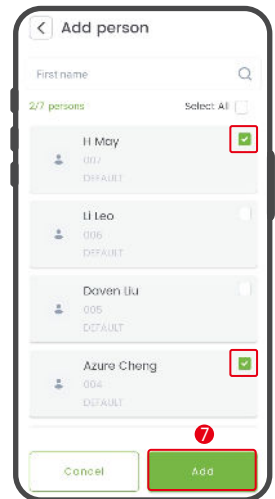 Add person
First name
2/7 persons Select All
H May
007
DEFAULT
Li Leo
006
DEFAULT
Daven Liu
005
DEFAULT
Azure Cheng
004
DEFAULT
7
Cancel Add